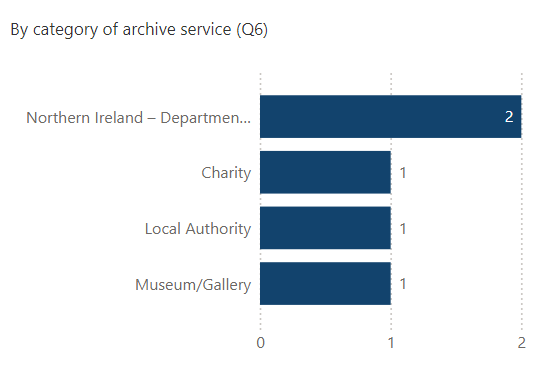 By category of archive service (Q6)
Northern Ireland – Departmen... 2
Charity 1
Local Authority 1
Museum/Gallery 1
0 1 2